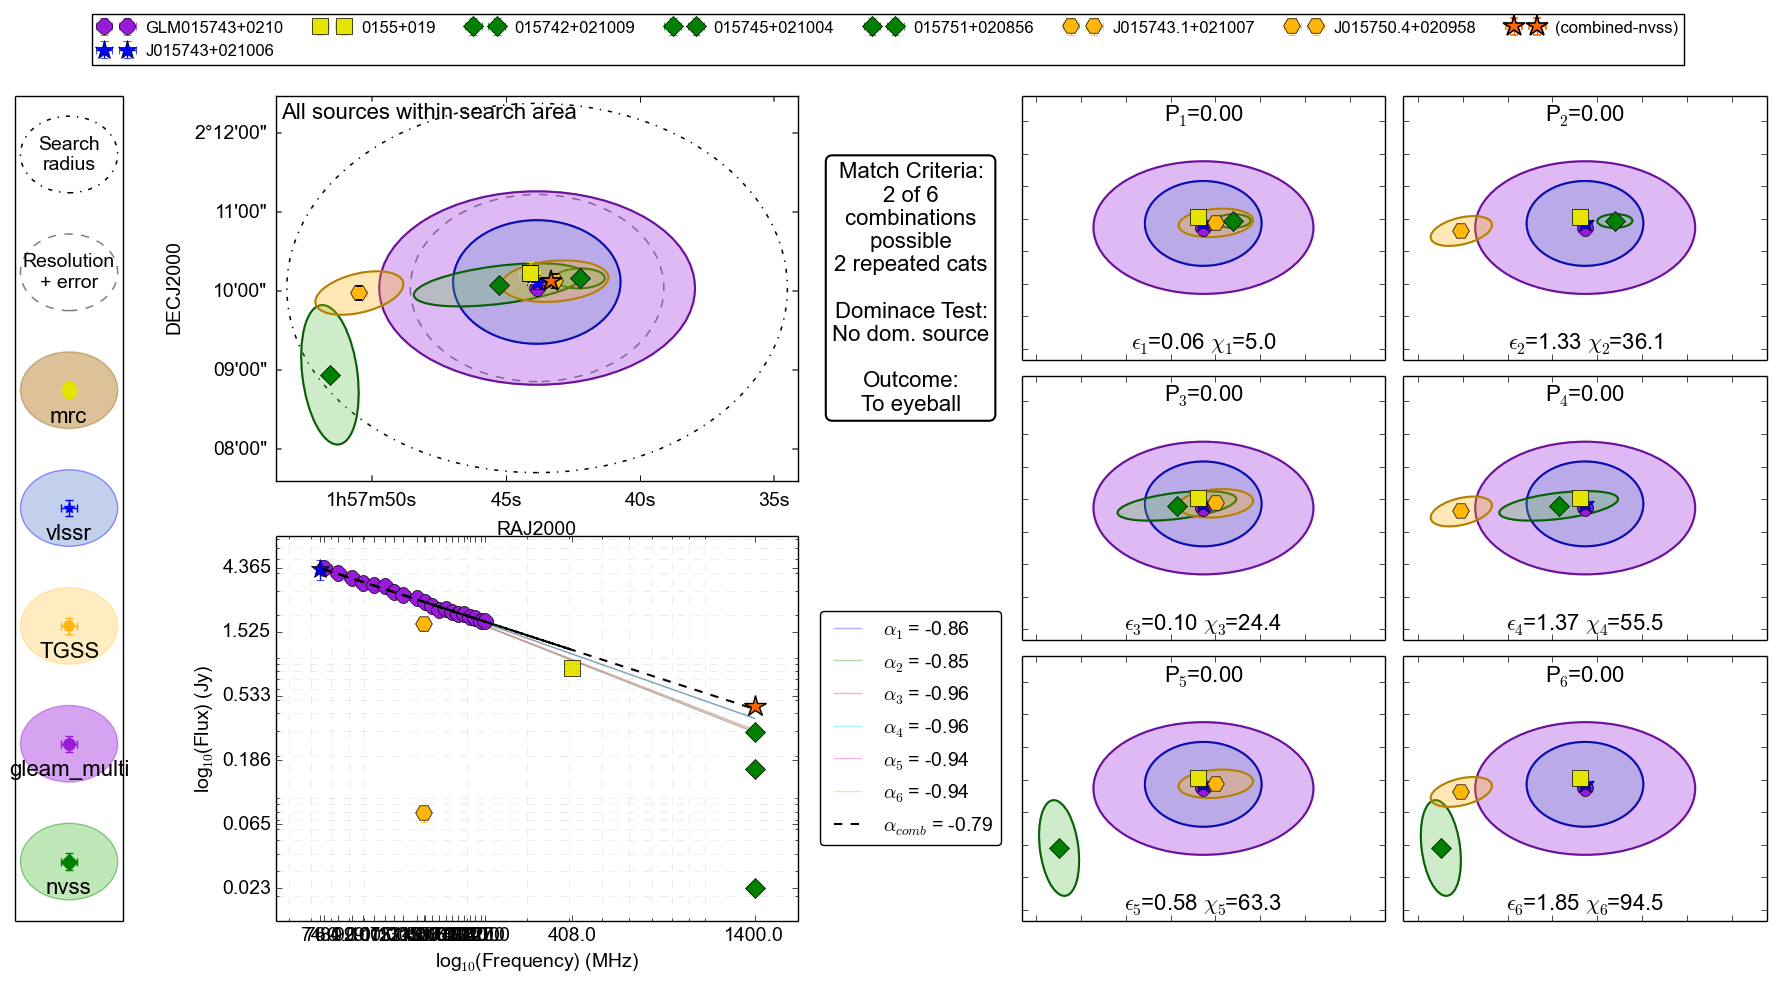 GLM015743+0210
0155+019
015742+021009
015745+021004
015751+020856
J015743.1+021007
J015750.4+020958
(combined-nvss)
J015743+021006
Search
radius
Resolution
+ error
mrc
vlssr
TGSS
gleam_multi
nvss
All sources within search area
DECJ2000
2°12'00"
11'00"
10'00"
09'00"
08'00"
1h57m50s
45s
40s
35s
RAJ2000
Match Criteria:
2 of 6
combinations
possible
2 repeated cats
Dominace Test:
No dom. source
Outcome:
To eyeball
log10(Flux) (Jy)
4.365
1.525
0.533
0.186
0.065
0.023
408.0
1400.0
log10(Frequency) (MHz)
α1 = -0.86
α2 = -0.85
α3 = -0.96
α4 = -0.96
α5 = -0.94
α6 = -0.94
αcomb = -0.79
P1=0.00
ϵ1=0.06 χ1=5.0
P2=0.00
ϵ2=1.33 χ2=36.1
P3=0.00
ϵ3=0.10 χ3=24.4
P4=0.00
ϵ4=1.37 χ4=55.5
P5=0.00
ϵ5=0.58 χ5=63.3
P6=0.00
ϵ6=1.85 χ6=94.5